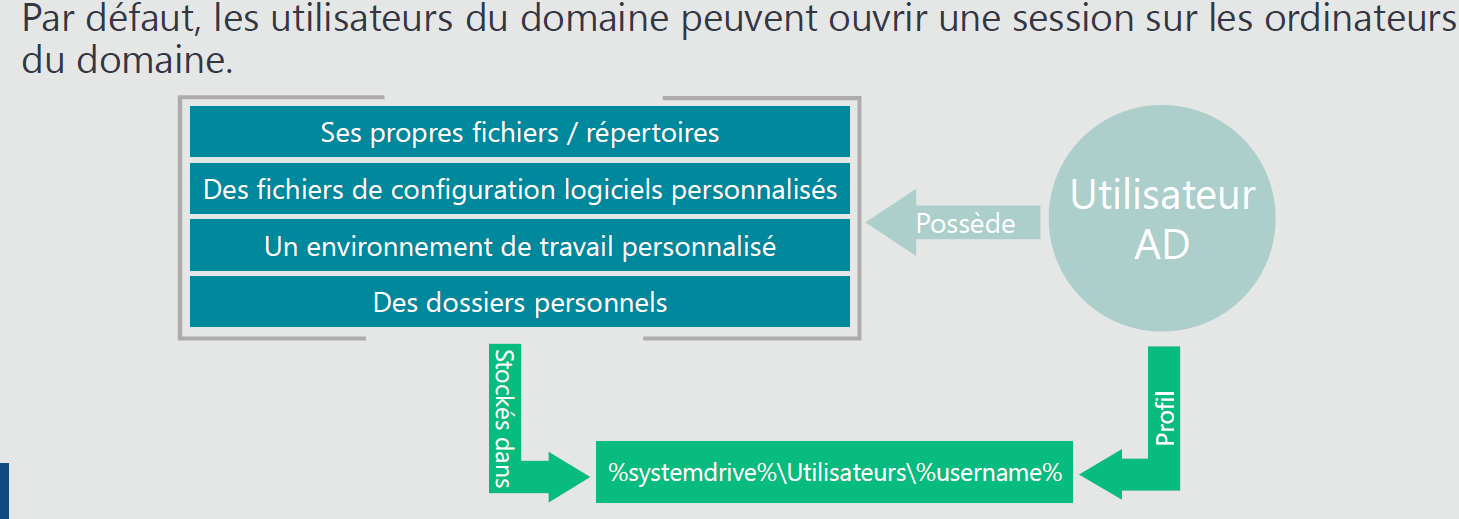 Par défaut, les utilisateurs du domaine peuvent ouvrir une session sur les ordinateurs
du domaine.
Ses propres fichiers / répertoires
Des fichiers de configuration logiciels personnalisés
Un environnement de travail personnalisé
Des dossiers personnels
Possède
Utilisateur
AD
Stockés dans
Profil
%systemdrive%\Utilisateurs\%username%